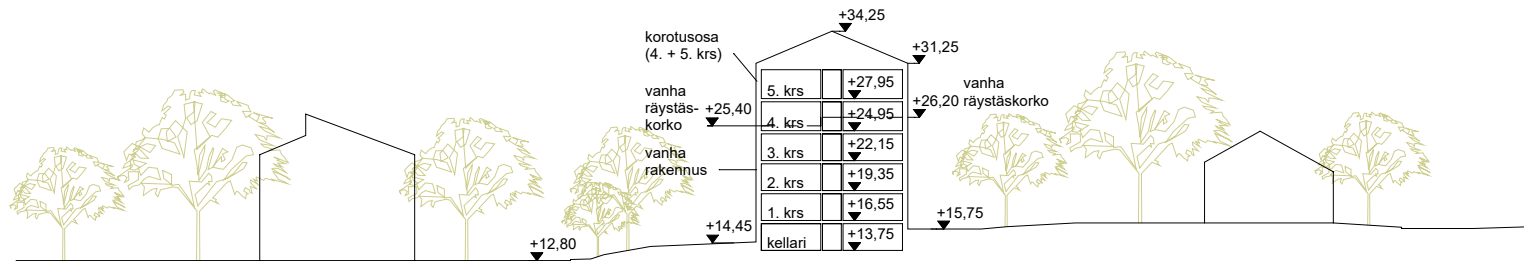 +34,25
korotusosa
(4. + 5. krs)
+31,25
5. krs
+27,95
vanha
räystäs-
korko
+25,40
vanha
räystäskorko
+26,20
4. krs
+24,95
3. krs
+22,15
vanha
rakennus
2. krs
+19,35
1. krs
+16,55
+15,75
+14,45
kellari
+13,75
+12,80